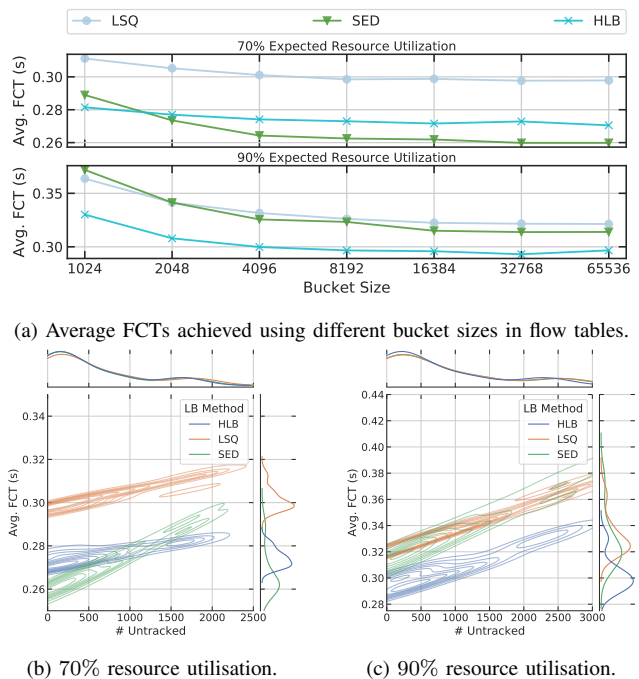 LSQ SED HLB
70% Expected Resource Utilization
Avg. FCT (s)
0.30
0.28
0.26
90% Expected Resource Utilization
Avg. FCT (s)
0.35
0.30
1024 2048 4096 8192 16384 32768 65536
Bucket Size
(a) Average FCTs achieved using different bucket sizes in flow tables.
LB Method
HLB
LSQ
SED
Avg. FCT (s)
0.34
0.32
0.30
0.28
0.26
0 500 1000 1500 2000 2500
# Untracked
(b) 70% resource utilisation.
LB Method
HLB
LSQ
SED
Avg. FCT (s)
0.44
0.42
0.40
0.38
0.36
0.34
0.32
0.30
0.28
0 500 1000 1500 2000 2500 3000
# Untracked
(c) 90% resource utilisation.